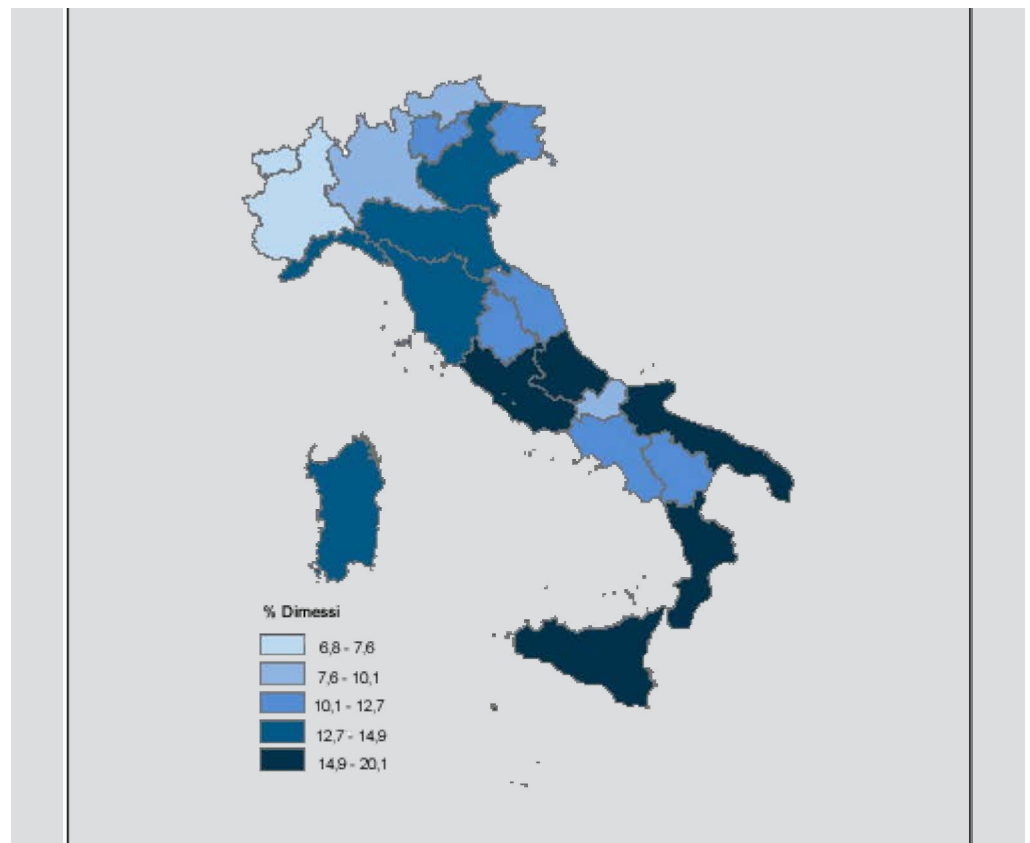 % Dimessi
6,8 - 7,6
7,6 - 10,1
10,1 - 12,7
12,7 - 14,9
14,9 - 20,1